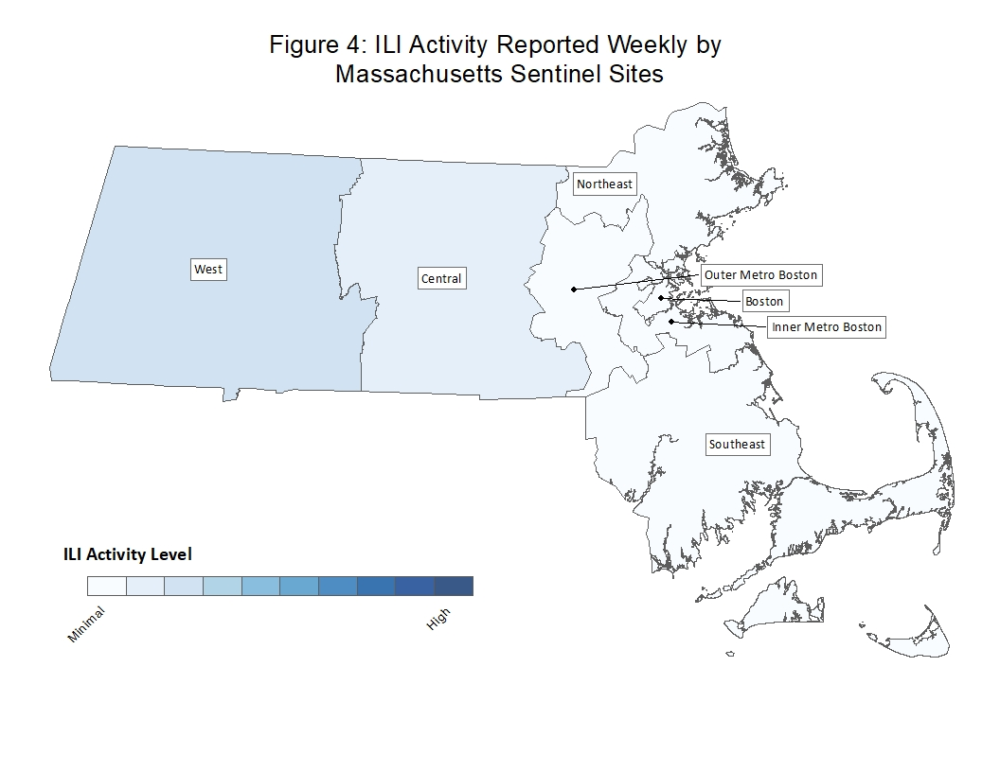 Figure 4: ILI Activity Reported Weekly by
Massachusetts Sentinel Sites
Northeast
West
Central
Outer Metro Boston
Boston
Inner Metro Boston
Southeast
ILI Activity Level
Minimal
High